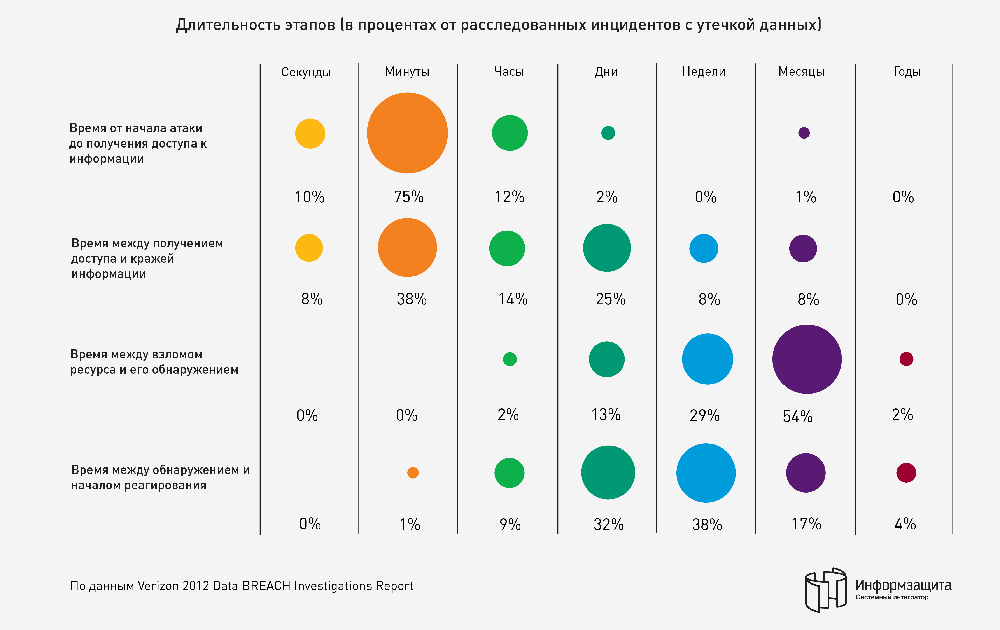 Длительность этапов (в процентах от расследованных инцидентов с утечкой данных)
Секунды Минуты Часы Дни Недели Месяцы Годы
Время от начала атаки
до получения доступа к
информации
10% 75% 12% 2% 0% 1% 0%
Время между получением
доступа и кражей
информации
8% 38% 14% 25% 8% 8% 0%
Время между взломом
ресурса и его обнаружением
0% 0% 2% 13% 29% 54% 2%
Время между обнаружением и
началом реагирования
0% 1% 9% 32% 38% 17% 4%
По данным Verizon 2012 Data BREACH Investigations Report
Информзащита
Системный интегратор